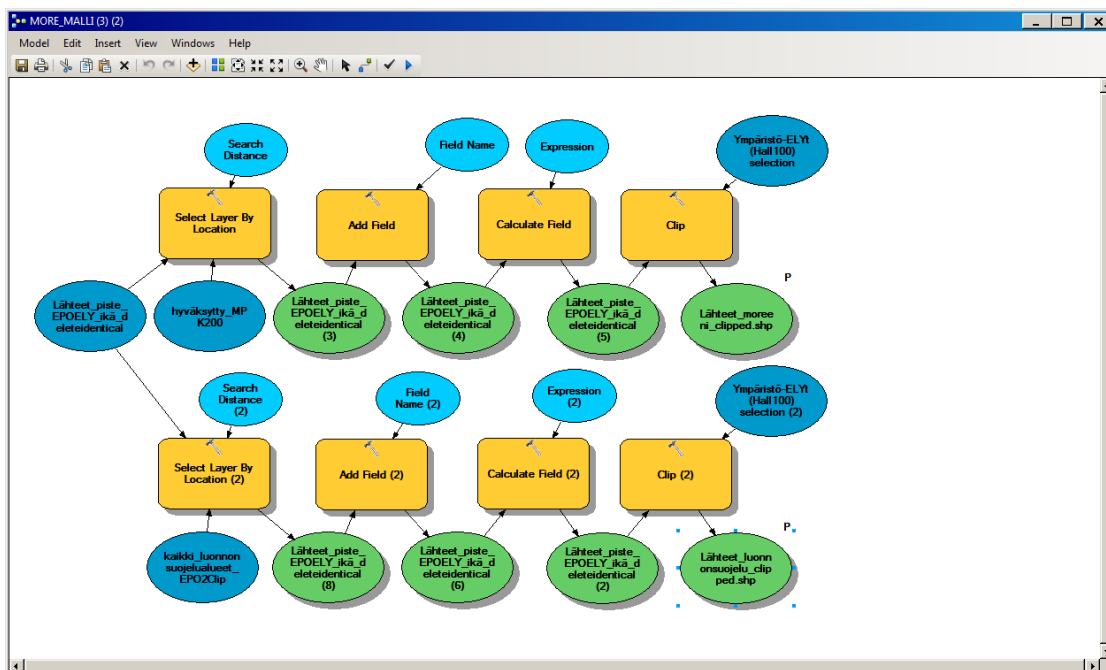 MORE_MALLI (3) (2)
Model Edit Insert View Windows Help
Search
Distance
Field Name
Expression
Ympäristö-ELYt
(Hall100)
selection
Select Layer By
Location
Add Field
Calculate Field
Clip
P
Lähteet_piste_
EPOELY_ikä_d
eleteidentical
hyväksytty_MP
K200
Lähteet_piste_
EPOELY_ikä_d
eleteidentical
(3)
Lähteet_piste_
EPOELY_ikä_d
eleteidentical
(4)
Lähteet_piste_
EPOELY_ikä_d
eleteidentical
(5)
Lähteet_moree
ni_clipped.shp
Search
Distance
(2)
Field
Name (2)
Expression
(2)
Ympäristö-ELYt
(Hall100)
selection (2)
Select Layer By
Location (2)
Add Field (2)
Calculate Field (2)
Clip (2)
P
kaikki_luonnon
suojelualueet_
EPO2Clip
Lähteet_piste_
EPOELY_ikä_d
eleteidentical
(8)
Lähteet_piste_
EPOELY_ikä_d
eleteidentical
(6)
Lähteet_piste_
EPOELY_ikä_d
eleteidentical
(2)
Lähteet_luonn
onsuojelu_clip
ped.shp